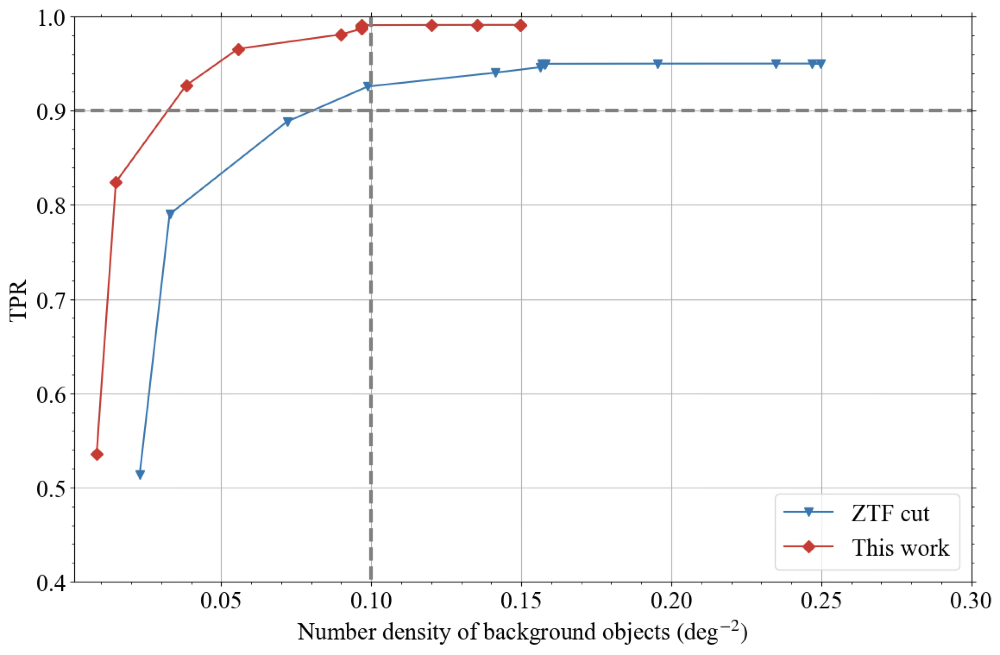 1.0
0.9
0.8
0.7
0.6
0.5
0.4
TPR
0.05 0.10 0.15 0.20 0.25 0.30
Number density of background objects (deg⁻²)
ZTF cut
This work